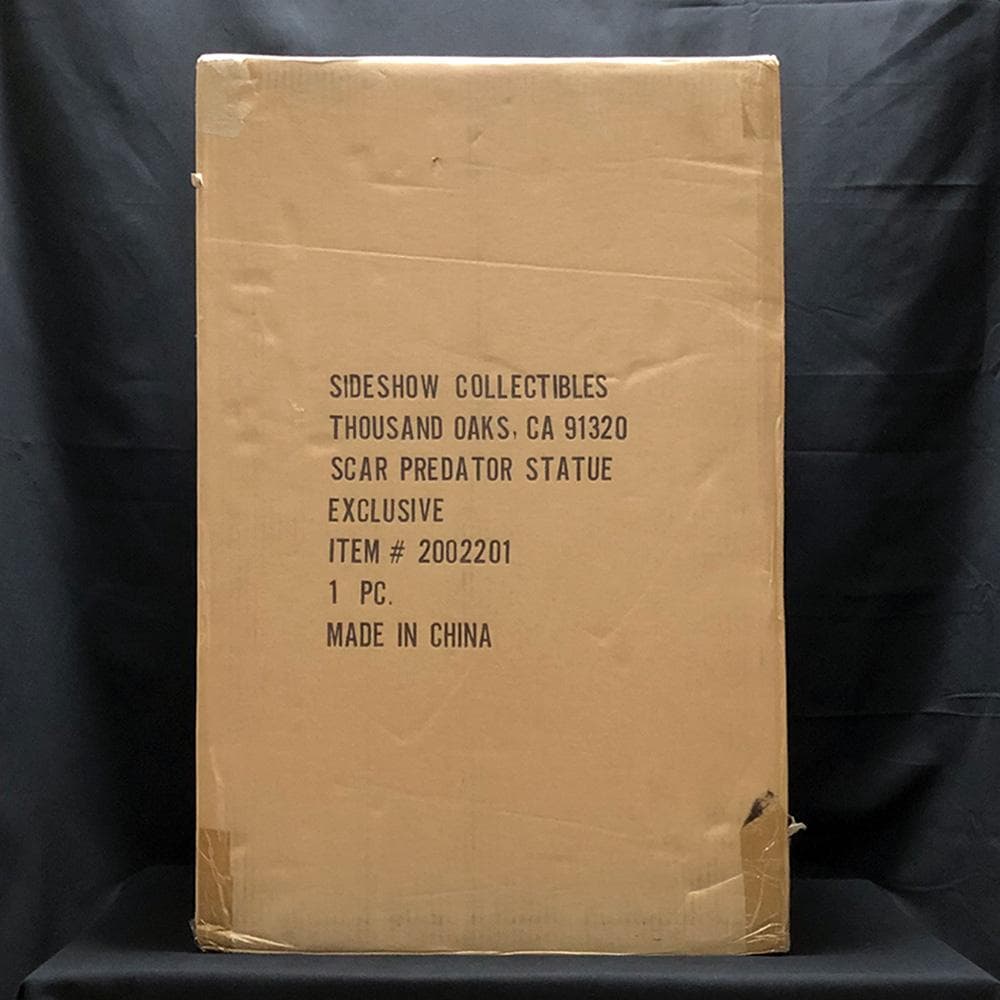 SIDESHOW COLLECTIBLES
THOUSAND OAKS, CA 91320
SCAR PREDATOR STATUE
EXCLUSIVE
ITEM # 2002201
1 PC.
MADE IN CHINA